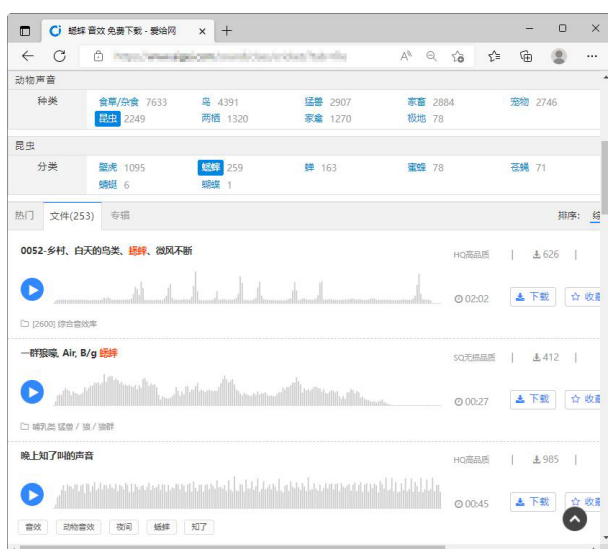 蟋蟀 音效 免费下载 - 爱给网
动物声音
种类 食草/杂食 7633 鸟 4391 猛兽 2907 家畜 2884 宠物 2746
昆虫 2249 两栖 1320 家禽 1270 极地 78
昆虫
分类 壁虎 1095 蟋蟀 259 蝉 163 蜜蜂 78 苍蝇 71
蜻蜓 6 蝴蝶 1
热门 文件(253) 专辑 排序:
0052-乡村、白天的鸟类、蟋蟀、微风不断
HQ高品质 | 626 |
02:02 下载 收藏
[2600] 综合音效库
一群狼嚎, Air, B/g 蟋蟀
SQ无损品质 | 412 |
00:27 下载 收藏
哺乳类 猛兽 / 狼 / 狼群
晚上知了叫的声音
HQ高品质 | 985 |
00:45 下载 收藏
音效 动物音效 夜间 蟋蟀 知了